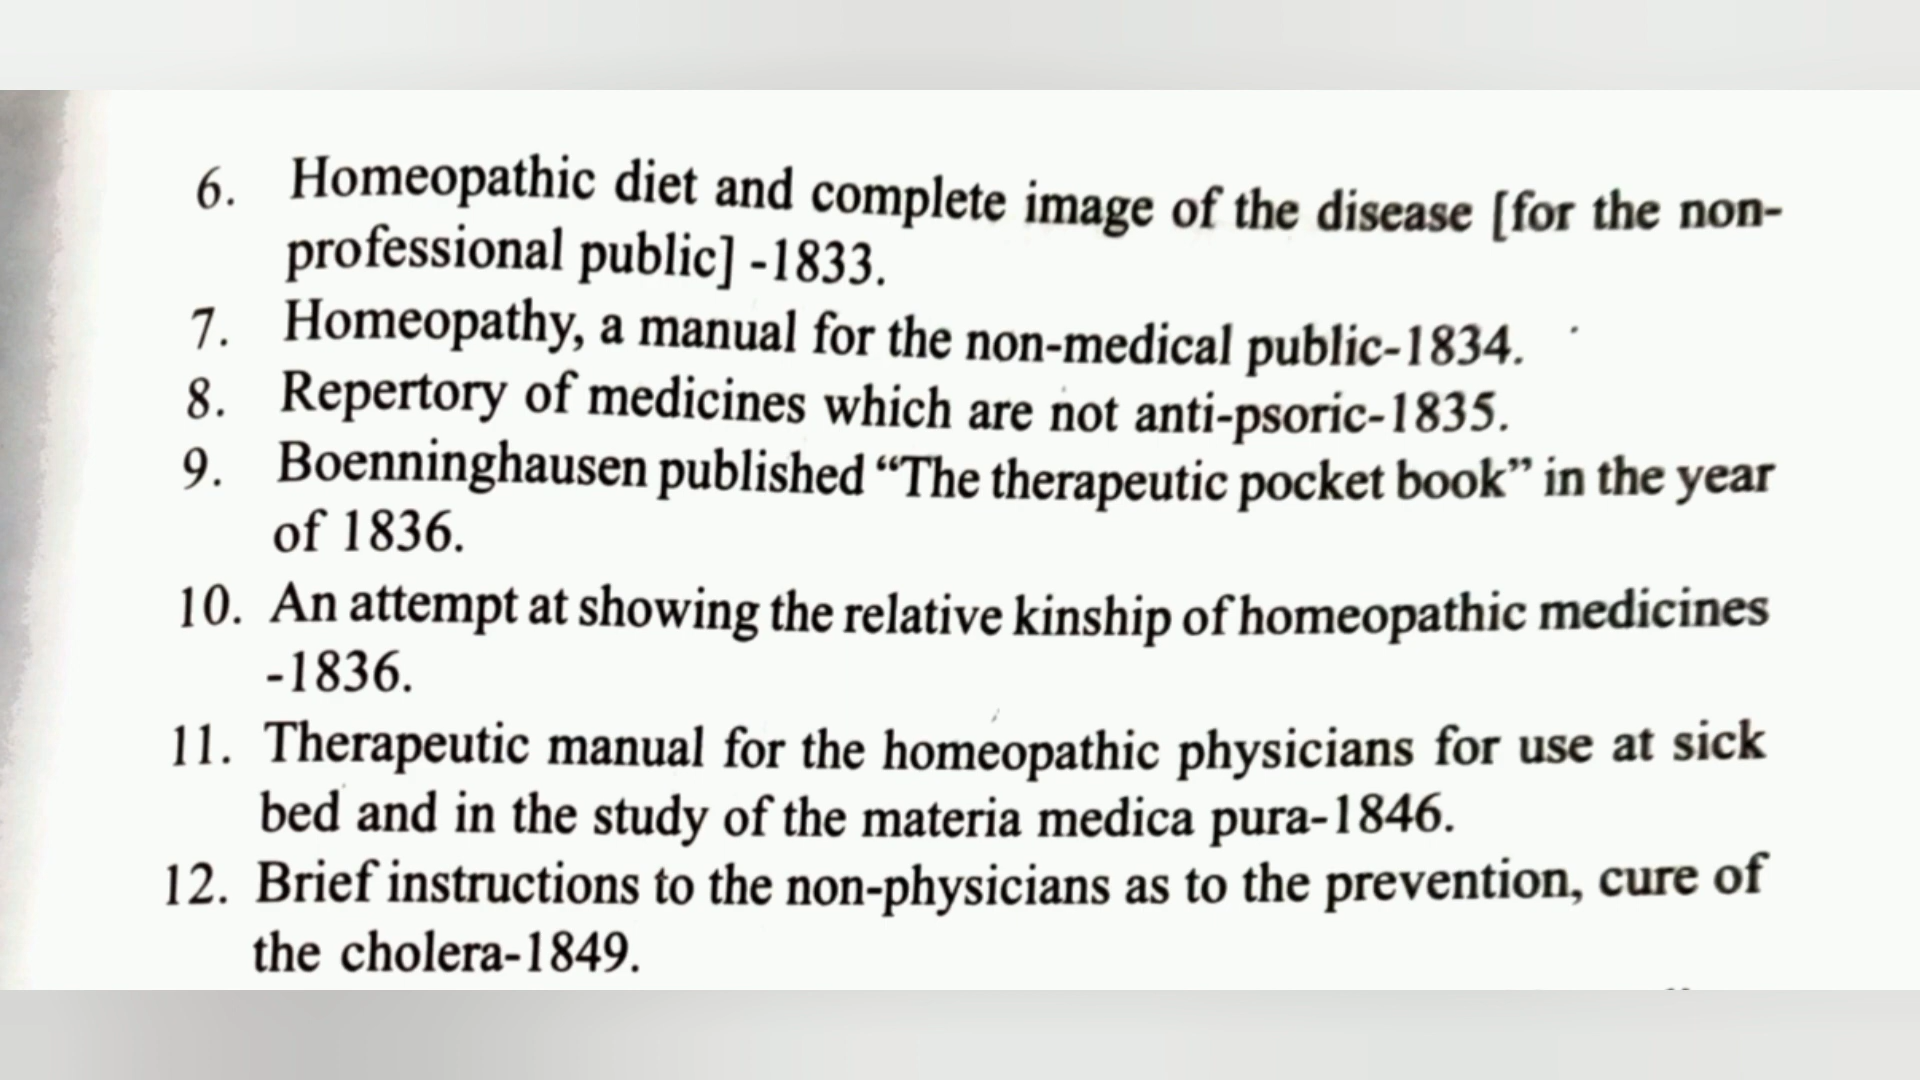 6. Homeopathic diet and complete image of the disease [for the non-
professional public] -1833.
7. Homeopathy, a manual for the non-medical public-1834.
8. Repertory of medicines which are not anti-psoric-1835.
9. Boenninghausen published “The therapeutic pocket book” in the year
of 1836.
10. An attempt at showing the relative kinship of homeopathic medicines
-1836.
11. Therapeutic manual for the homeopathic physicians for use at sick
bed and in the study of the materia medica pura-1846.
12. Brief instructions to the non-physicians as to the prevention, cure of
the cholera-1849.